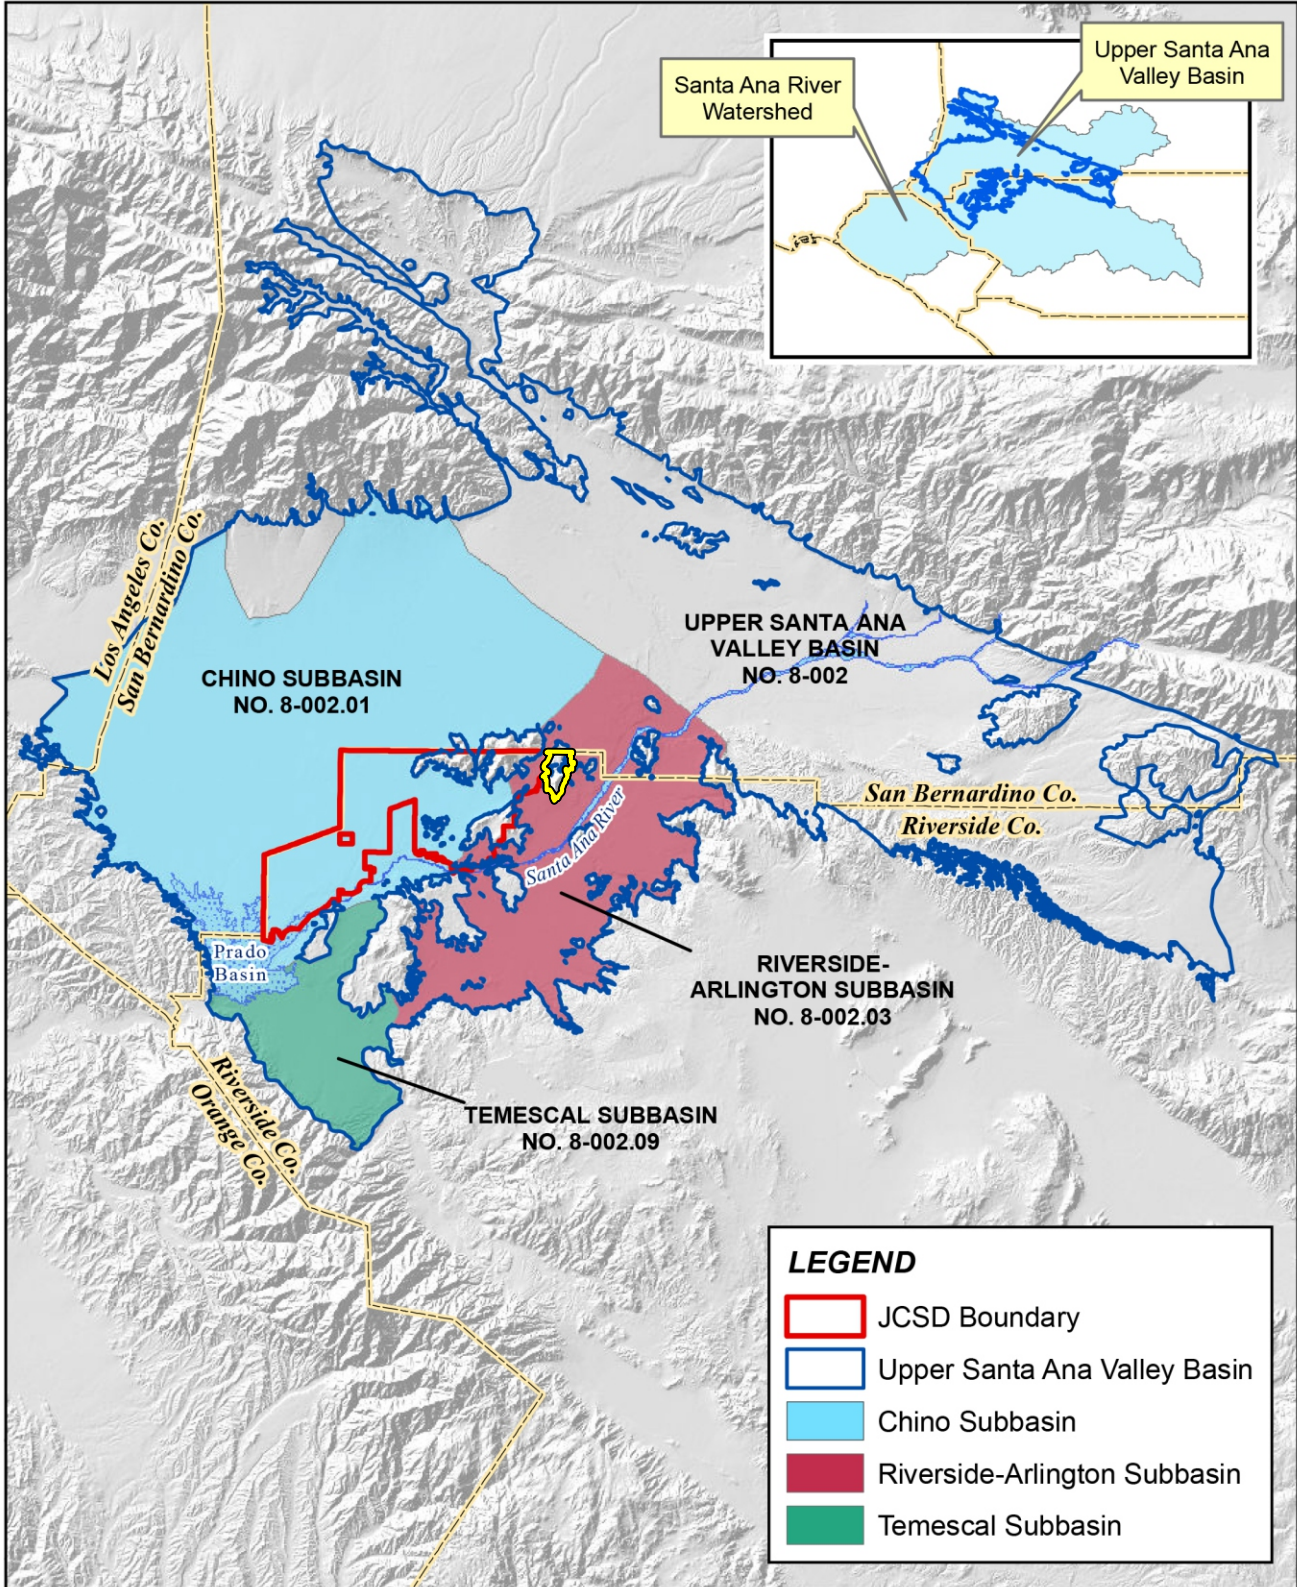 Santa Ana River
Watershed
Upper Santa Ana
Valley Basin
Los Angeles Co.
San Bernardino Co.
CHINO SUBBASIN
NO. 8-002.01
UPPER SANTA ANA
VALLEY BASIN
NO. 8-002
San Bernardino Co.
Riverside Co.
Santa Ana River
Prado
Basin
RIVERSIDE-
ARLINGTON SUBBASIN
NO. 8-002.03
Riverside Co.
Orange Co.
TEMESCAL SUBBASIN
NO. 8-002.09
LEGEND
JCSD Boundary
Upper Santa Ana Valley Basin
Chino Subbasin
Riverside-Arlington Subbasin
Temescal Subbasin